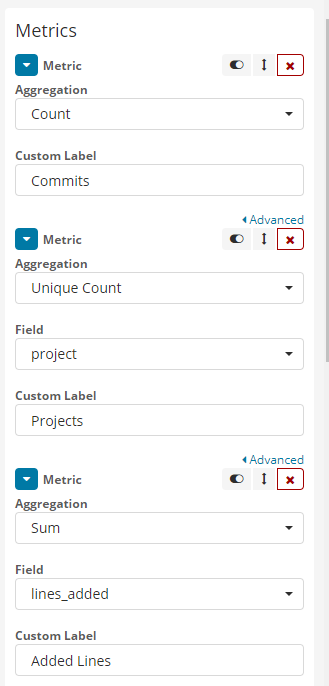 Metrics
Metric
Aggregation
Count
Custom Label
Commits
Advanced
Metric
Aggregation
Unique Count
Field
project
Custom Label
Projects
Advanced
Metric
Aggregation
Sum
Field
lines_added
Custom Label
Added Lines